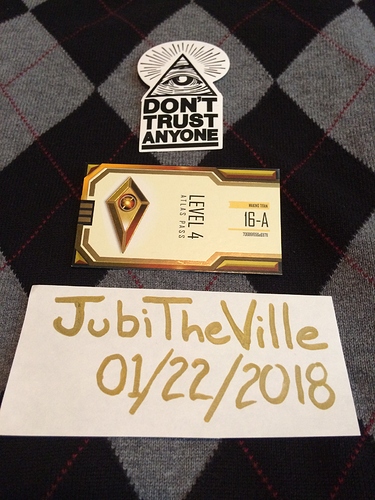 DON'T
TRUST
ANYONE
LEVEL 4
ATLAS PASS
16-A
JubiTheVille
01/22/2018